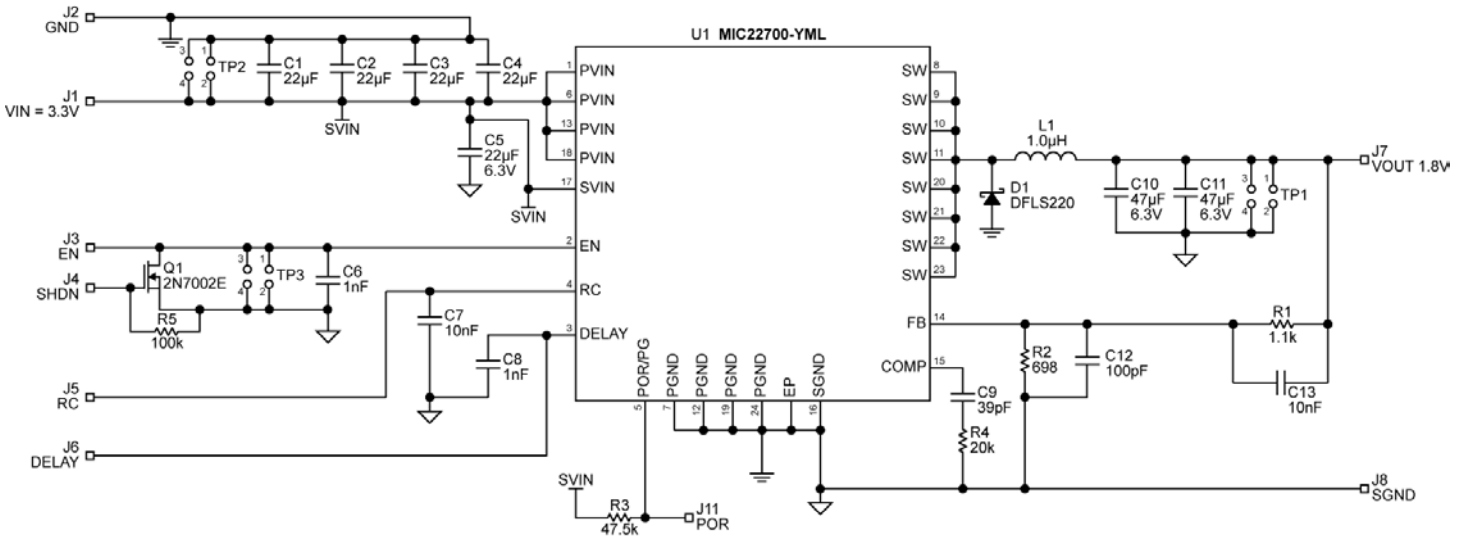 J2
GND
3
1
4
2
TP2
C1
22µF
C2
22µF
C3
22µF
C4
22µF
J1
VIN = 3.3V
SVIN
C5
22µF
6.3V
SVIN
U1 MIC22700-YML
1 PVIN
6 PVIN
13 PVIN
18 PVIN
17 SVIN
2 EN
4 RC
3 DELAY
SW 8
SW 9
SW 10
SW 11
SW 20
SW 21
SW 22
SW 23
FB 14
COMP 15
POR/PG
PGND
PGND
PGND
PGND
EP
SGND
5
7
12
19
24
16
J3
EN
J4
SHDN
Q1
2N7002E
R5
100k
3
1
4
2
TP3
C6
1nF
C7
10nF
C8
1nF
J5
RC
J6
DELAY
SVIN
R3
47.5k
J11
POR
L1
1.0µH
D1
DFLS220
C10
47µF
6.3V
C11
47µF
6.3V
3
1
4
2
TP1
J7
VOUT 1.8V
R1
1.1k
R2
698
C12
100pF
C13
10nF
C9
39pF
R4
20k
J8
SGND